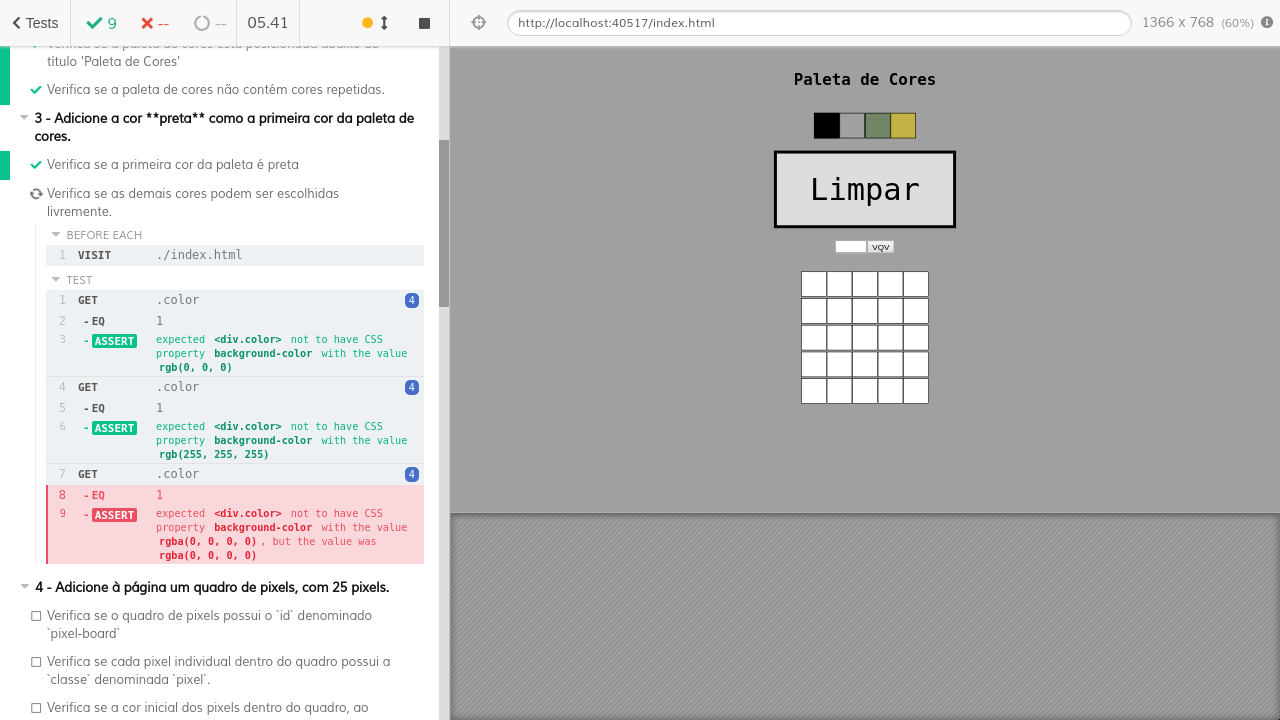 Tests 9 -- -- 05.41
http://localhost:40517/index.html 1366 x 768 (60%)
Verifica se a paleta de cores está posicionada abaixo do
título 'Paleta de Cores'
Verifica se a paleta de cores não contém cores repetidas.
3 - Adicione a cor **preta** como a primeira cor da paleta de
cores.
Verifica se a primeira cor da paleta é preta
Verifica se as demais cores podem ser escolhidas
livremente.
BEFORE EACH
1 VISIT ./index.html
TEST
1 GET .color 4
2 - EQ 1
3 - ASSERT expected <div.color> not to have CSS
property background-color with the value
rgb(0, 0, 0)
4 GET .color 4
5 - EQ 1
6 - ASSERT expected <div.color> not to have CSS
property background-color with the value
rgb(255, 255, 255)
7 GET .color 4
8 - EQ 1
9 - ASSERT expected <div.color> not to have CSS
property background-color with the value
rgba(0, 0, 0, 0), but the value was
rgba(0, 0, 0, 0)
4 - Adicione à página um quadro de pixels, com 25 pixels.
Verifica se o quadro de pixels possui o `id` denominado
`pixel-board`
Verifica se cada pixel individual dentro do quadro possui a
`classe` denominada `pixel`.
Verifica se a cor inicial dos pixels dentro do quadro, ao
Paleta de Cores
Limpar
VQV